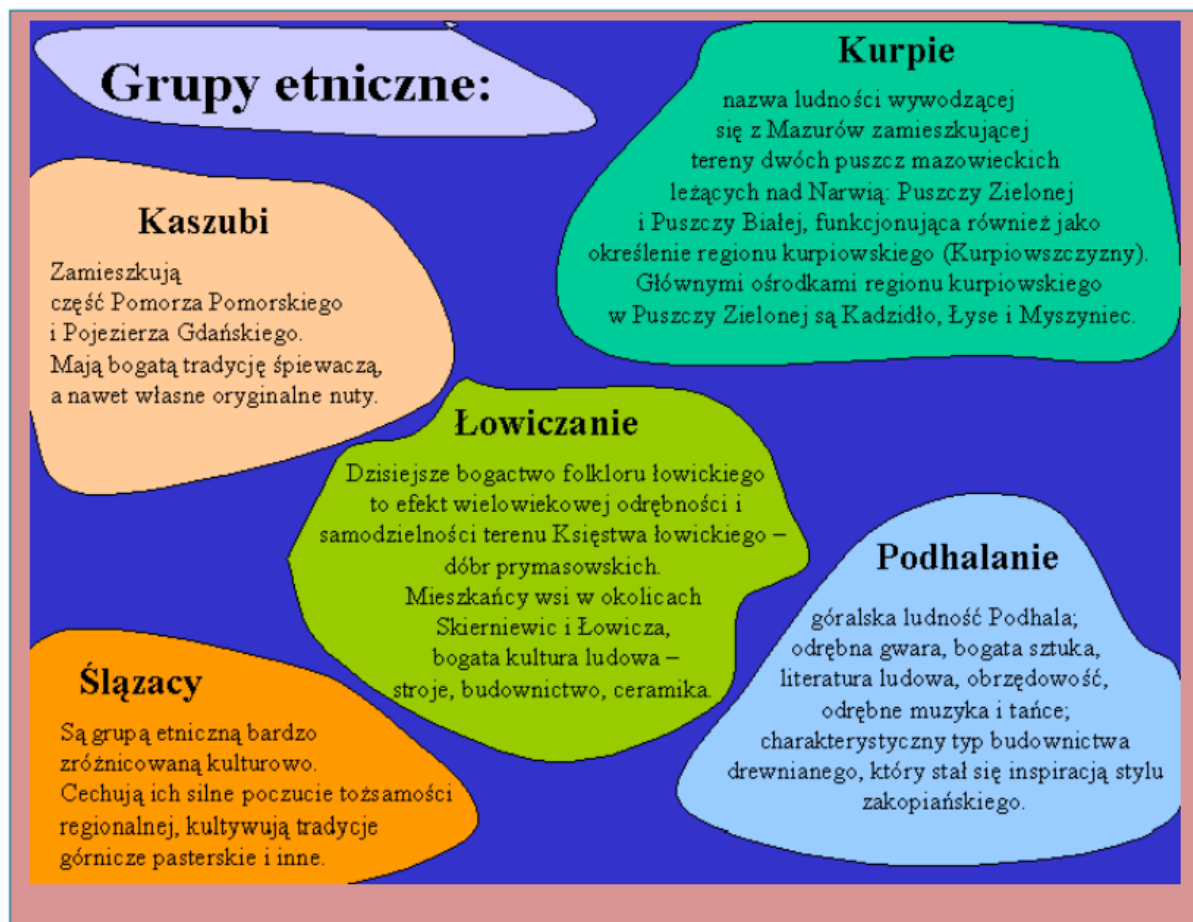 Grupy etniczne:
Kurpie
nazwa ludności wywodzącej
się z Mazurów zamieszkującej
tereny dwóch puszcz mazowieckich
leżących nad Narwią: Puszczy Zielonej
i Puszczy Białej, funkcjonująca również jako
określenie regionu kurpiowskiego (Kurpiowszczyzny).
Głównymi ośrodkami regionu kurpiowskiego
w Puszczy Zielonej są Kadzidło, Łyse i Myszyniec.
Kaszubi
Zamieszkują
część Pomorza Pomorskiego
i Pojezierza Gdańskiego.
Mają bogatą tradycję śpiewaczą,
a nawet własne oryginalne nuty.
Łowiczanie
Dzisiejsze bogactwo folkloru łowickiego
to efekt wielowiekowej odrębności i
samodzielności terenu Księstwa łowickiego –
dóbr prymasowskich.
Mieszkańcy wsi w okolicach
Skierniewic i Łowicza,
bogata kultura ludowa –
stroje, budownictwo, ceramika.
Podhalanie
góralska ludność Podhala;
odrębna gwara, bogata sztuka,
literatura ludowa, obrzędowość,
odrębne muzyka i tańce;
charakterystyczny typ budownictwa
drewnianego, który stał się inspiracją stylu
zakopiańskiego.
Ślązacy
Są grupą etniczną bardzo
zróżnicowaną kulturowo.
Cechują ich silne poczucie tożsamości
regionalnej, kultywują tradycje
górnicze pasterskie i inne.